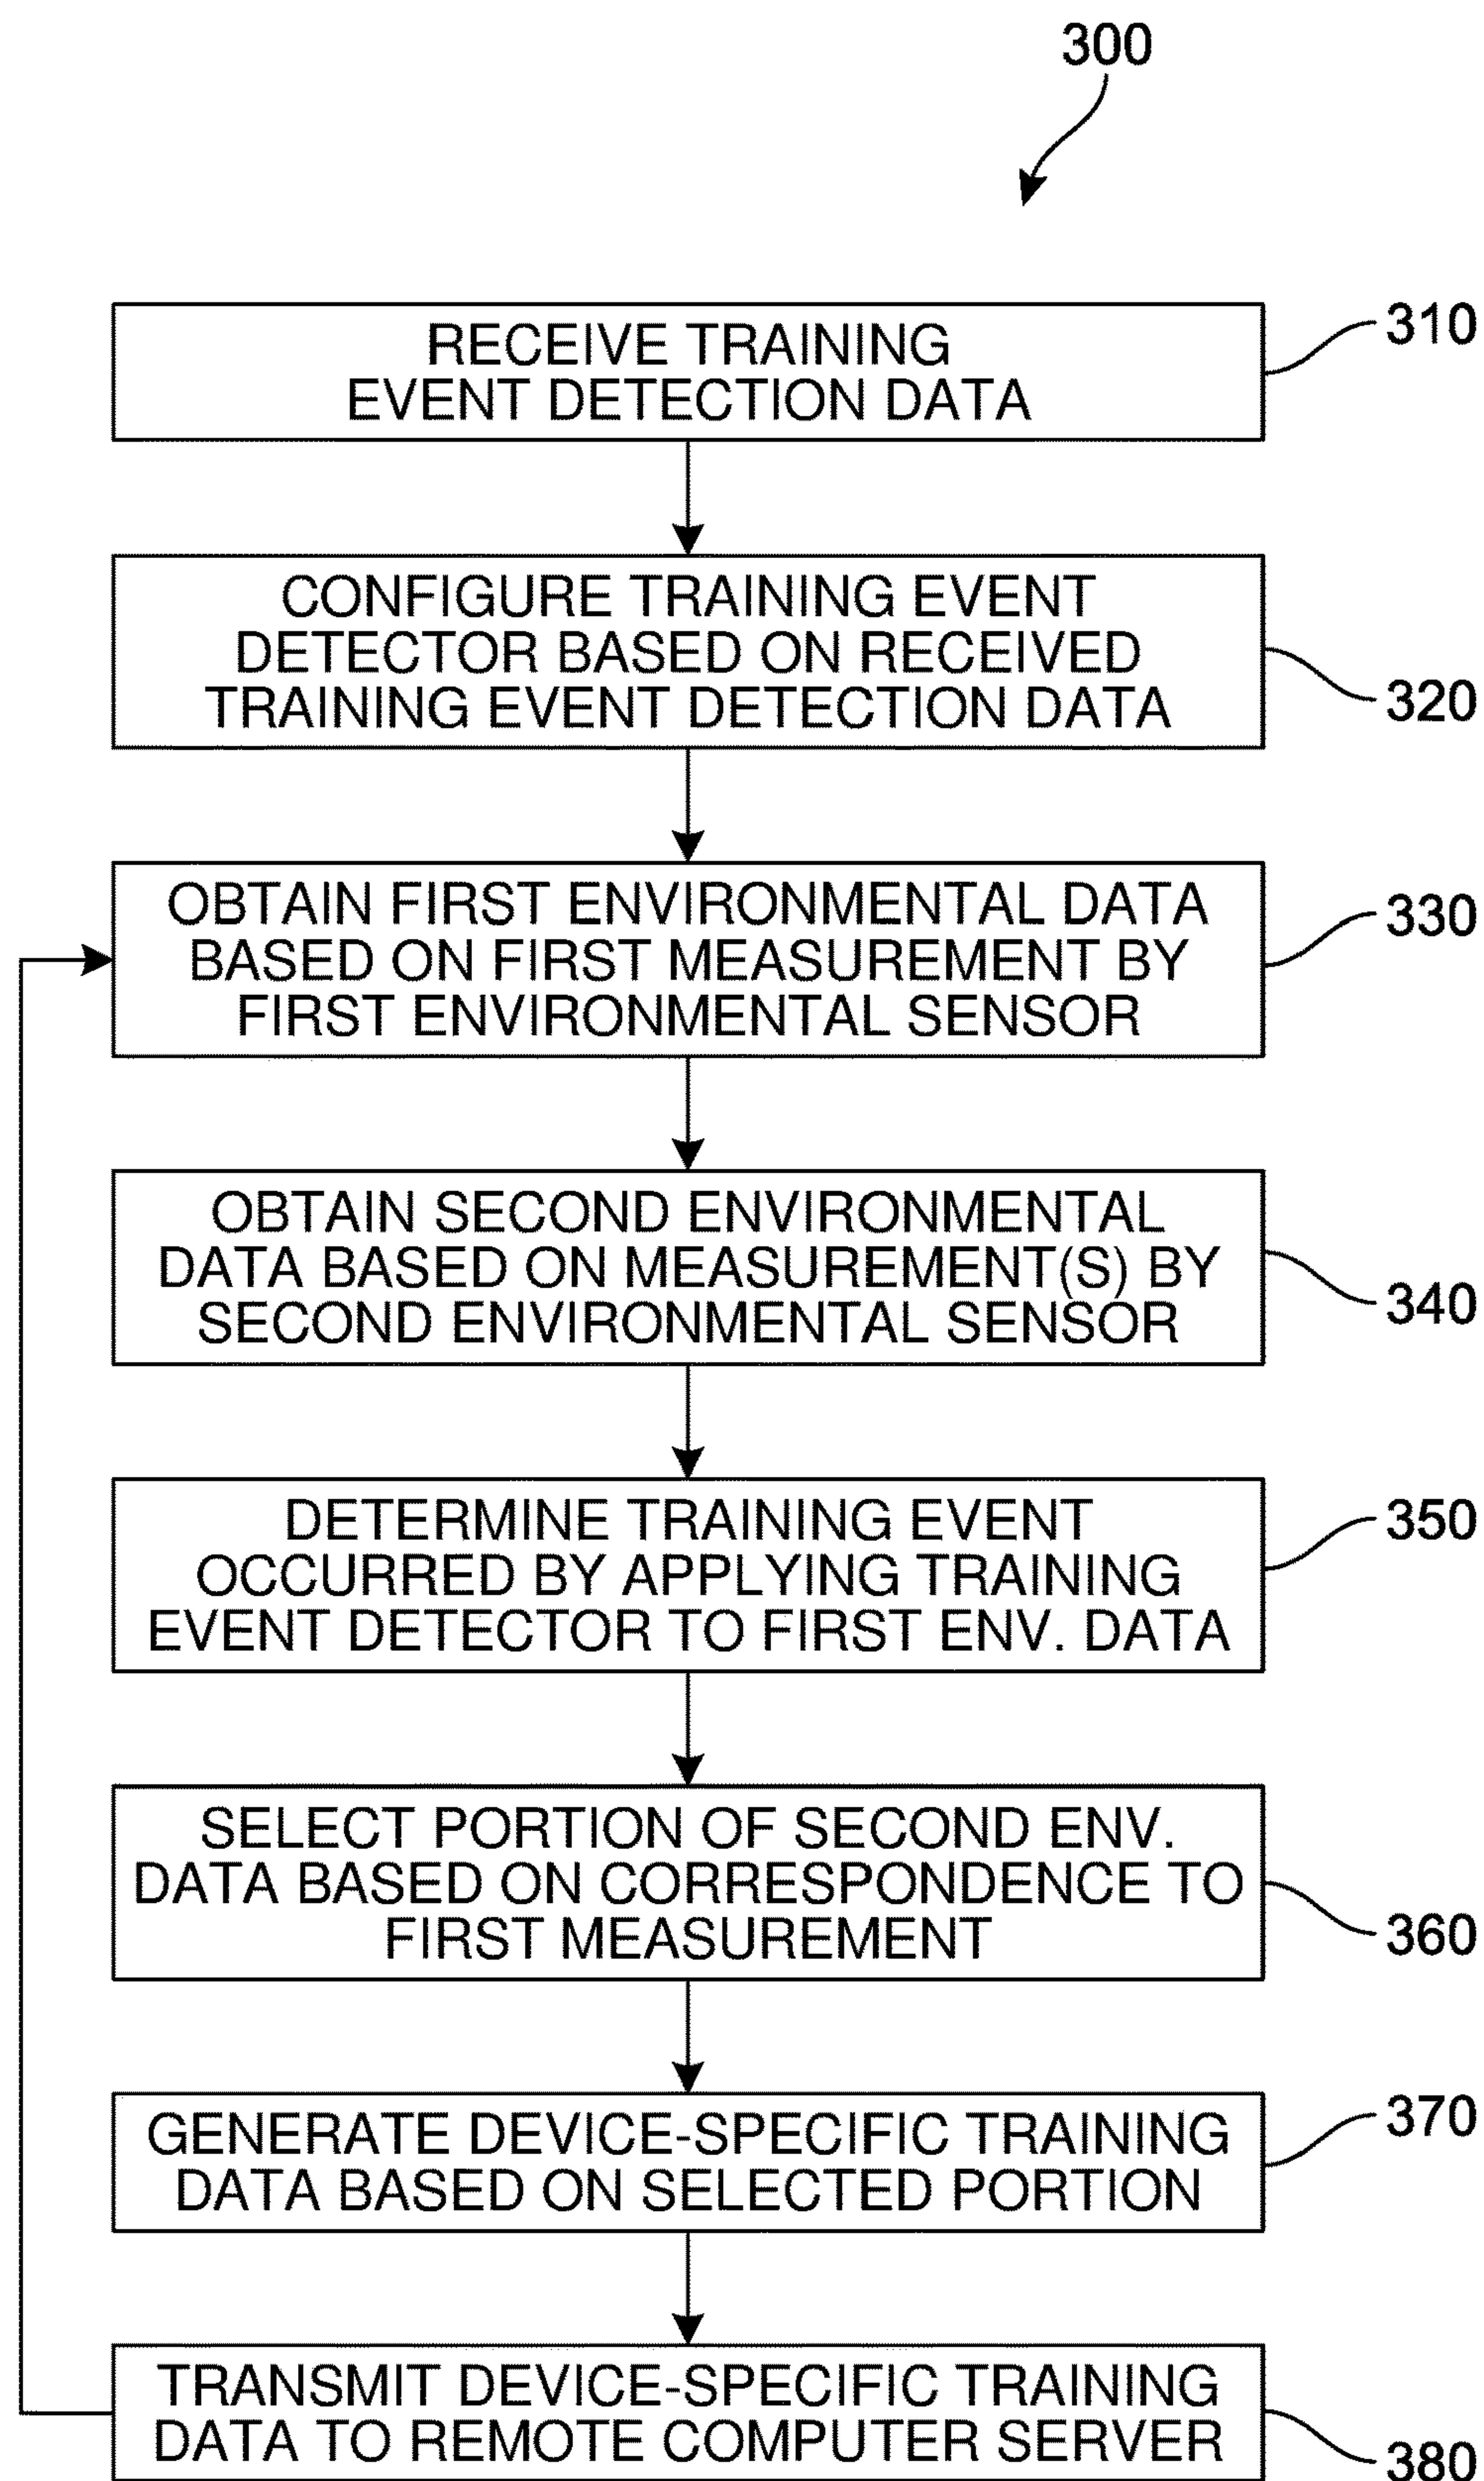 300
RECEIVE TRAINING
EVENT DETECTION DATA
310
CONFIGURE TRAINING EVENT
DETECTOR BASED ON RECEIVED
TRAINING EVENT DETECTION DATA
320
OBTAIN FIRST ENVIRONMENTAL DATA
BASED ON FIRST MEASUREMENT BY
FIRST ENVIRONMENTAL SENSOR
330
OBTAIN SECOND ENVIRONMENTAL
DATA BASED ON MEASUREMENT(S) BY
SECOND ENVIRONMENTAL SENSOR
340
DETERMINE TRAINING EVENT
OCCURRED BY APPLYING TRAINING
EVENT DETECTOR TO FIRST ENV. DATA
350
SELECT PORTION OF SECOND ENV.
DATA BASED ON CORRESPONDENCE TO
FIRST MEASUREMENT
360
GENERATE DEVICE-SPECIFIC TRAINING
DATA BASED ON SELECTED PORTION
370
TRANSMIT DEVICE-SPECIFIC TRAINING
DATA TO REMOTE COMPUTER SERVER
380